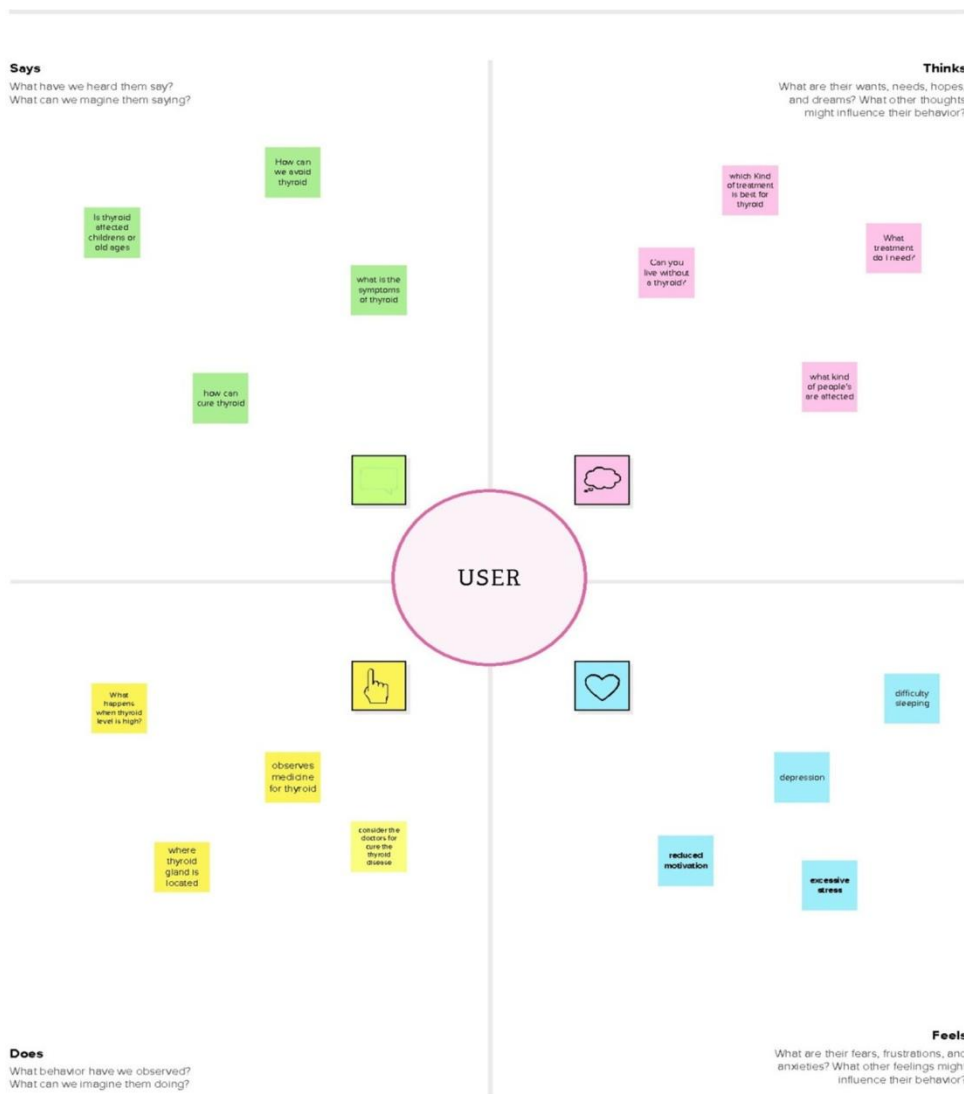 Says
What have we heard them say?
What can we magine them saying?
Thinks
What are their wants, needs, hopes,
and dreams? What other thoughts
might influence their behavior?
How can
we avoid
thyroid
Is thyroid
affected
childrens or
old ages
what is the
symptoms
of thyroid
how can
cure thyroid
which Kind
of treatment
is best for
thyroid
Can you
live without
a thyroid?
What
treatment
do I need?
what kind
of people's
are affected
USER
What
happens
when thyroid
level is high?
observes
medicine
for thyroid
where
thyroid
gland is
located
consider the
doctors for
cure the
thyroid
disease
difficulty
sleeping
depression
reduced
motivation
excessive
stress
Does
What behavior have we observed?
What can we imagine them doing?
Feels
What are their fears, frustrations, and
anxieties? What other feelings might
influence their behavior?